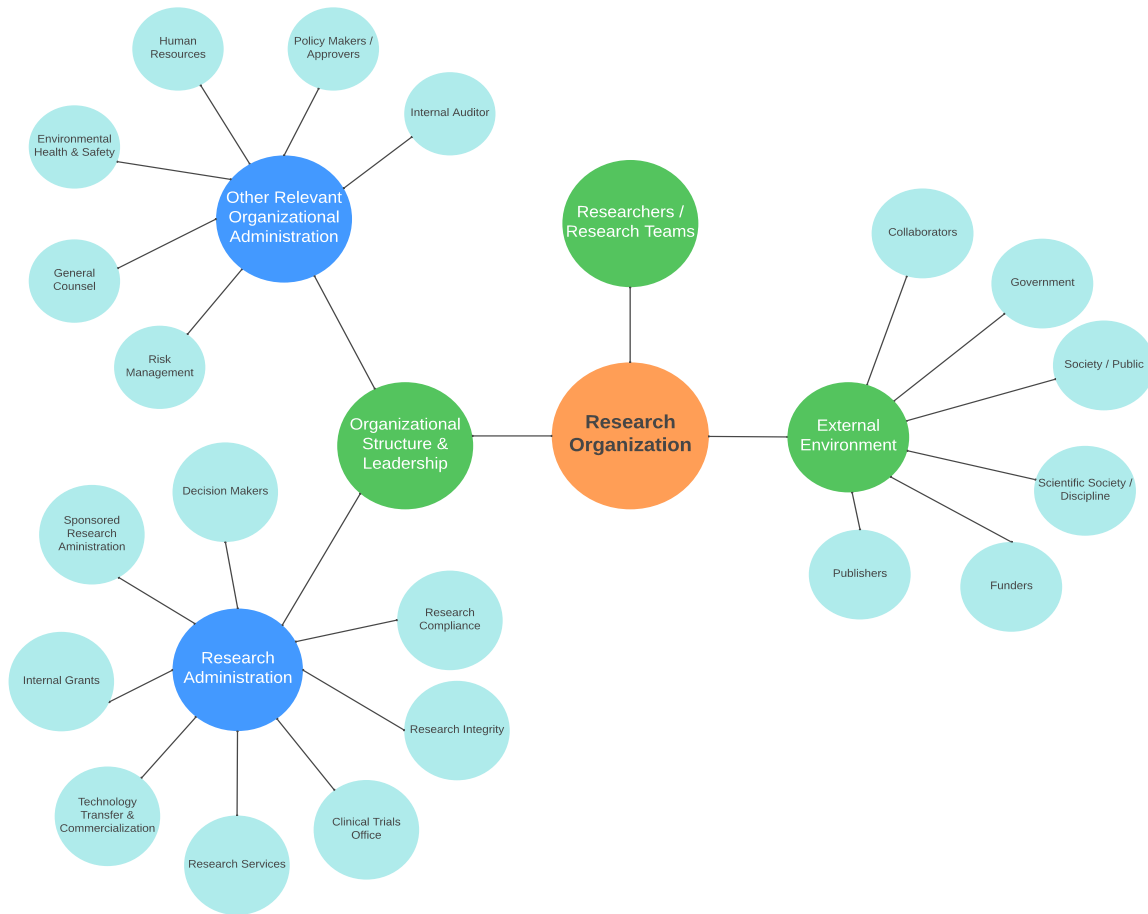 Human
Resources
Policy Makers /
Approvers
Internal Auditor
Environmental
Health & Safety
Other Relevant
Organizational
Administration
General
Counsel
Risk
Management
Researchers /
Research Teams
Collaborators
Government
Society / Public
Organizational
Structure &
Leadership
Research
Organization
External
Environment
Scientific Society /
Discipline
Publishers
Funders
Decision Makers
Sponsored
Research
Aministration
Research
Compliance
Research
Administration
Internal Grants
Research Integrity
Technology
Transfer &
Commercialization
Research Services
Clinical Trials
Office